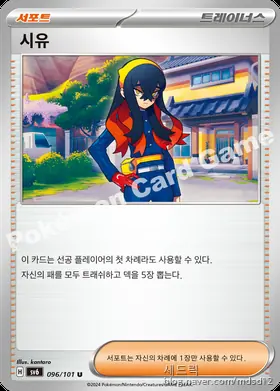 서포트 트레이너스
시유
Pokémon Card Game
이 카드는 선공 플레이어의 첫 차례라도 사용할 수 있다.
자신의 패를 모두 트래쉬하고 덱을 5장 뽑는다.
Illus. kantaro
H SV6 096/101 U
서포트는 자신의 차례에 1장만 사용할 수 있다.
세드릭
©2024 Pokémon/Nintendo/Creatures/GAME FREAK